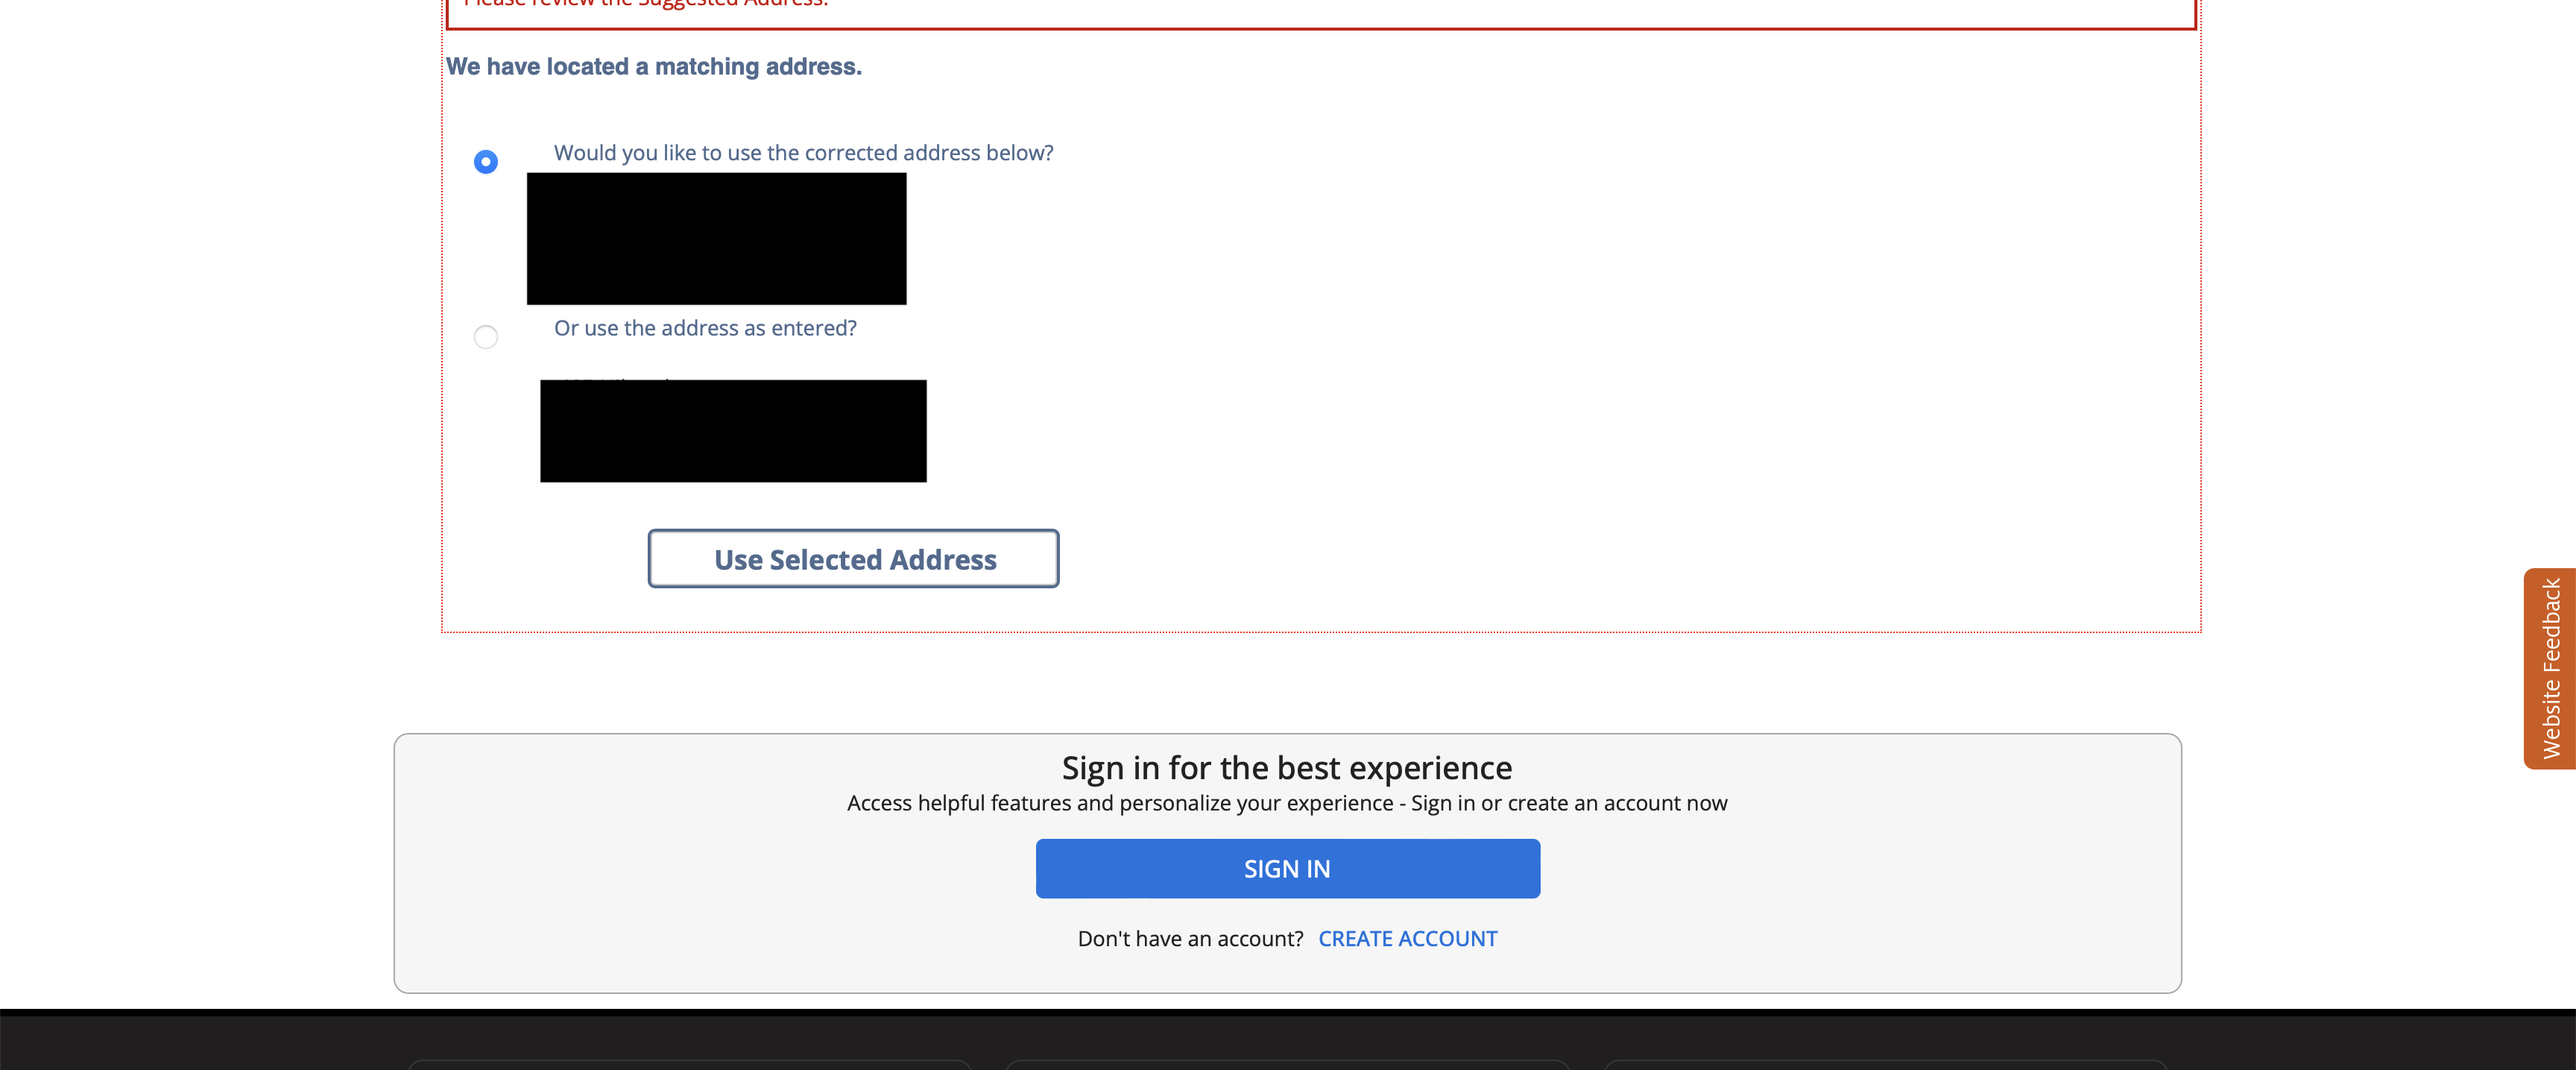 Please review the Suggested Address.
We have located a matching address.
Would you like to use the corrected address below?
Or use the address as entered?
Use Selected Address
Website Feedback
Sign in for the best experience
Access helpful features and personalize your experience - Sign in or create an account now
SIGN IN
Don't have an account? CREATE ACCOUNT